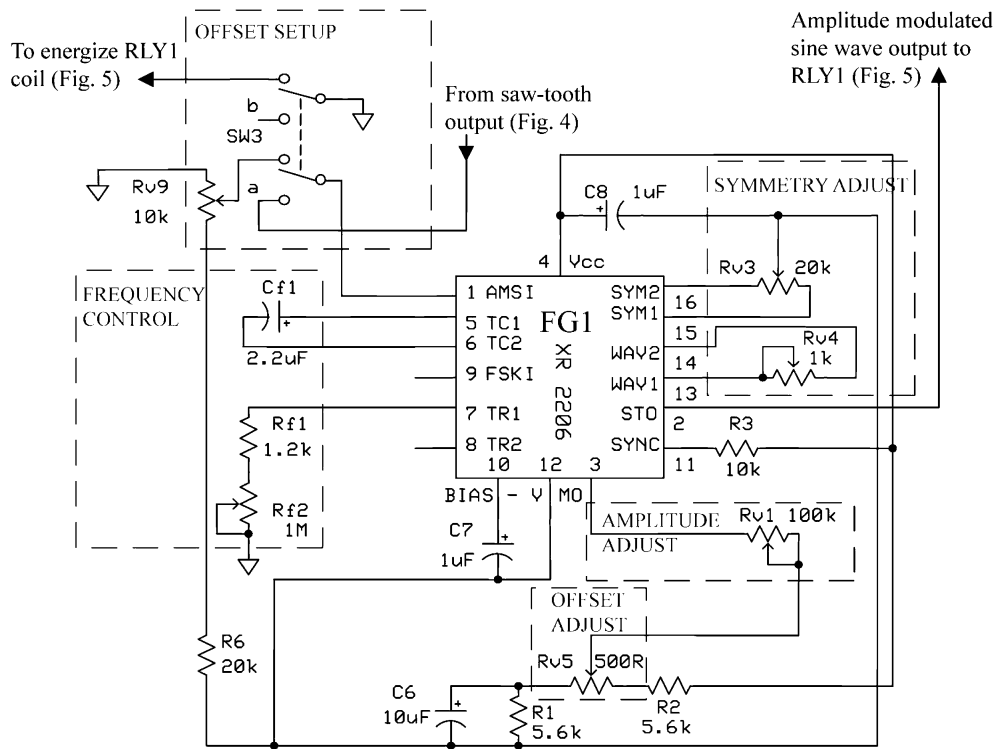 OFFSET SETUP
To energize RLY1
coil (Fig. 5)
b
SW3
a
Rv9
10k
From saw-tooth
output (Fig. 4)
Amplitude modulated
sine wave output to
RLY1 (Fig. 5)
C8 1uF
+
SYMMETRY ADJUST
Rv3 20k
Rv4
1k
FREQUENCY
CONTROL
Cf1
+
2.2uF
Rf1
1.2k
Rf2
1M
4 Vcc
1 AMSI
5 TC1
6 TC2
9 FSKI
7 TR1
8 TR2
FG1
XR 2206
SYM2
16
SYM1
15
WAV2
14
WAV1
13
STO
2
SYNC
11
R3
10k
10 12 3
BIAS - V MO
C7
+
1uF
AMPLITUDE
ADJUST
Rv1 100k
OFFSET
ADJUST
Rv5 500R
R6
20k
C6
+
10uF
R1
5.6k
R2
5.6k